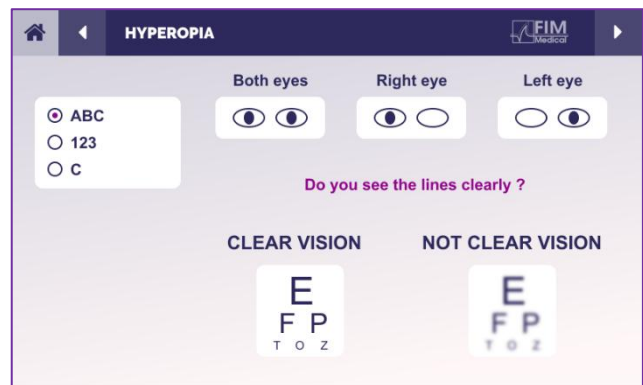 HYPEROPIA
FIM
Medical
Both eyes
Right eye
Left eye
ABC
123
C
Do you see the lines clearly ?
CLEAR VISION
NOT CLEAR VISION
E
F P
T O Z
E
F P
T O Z